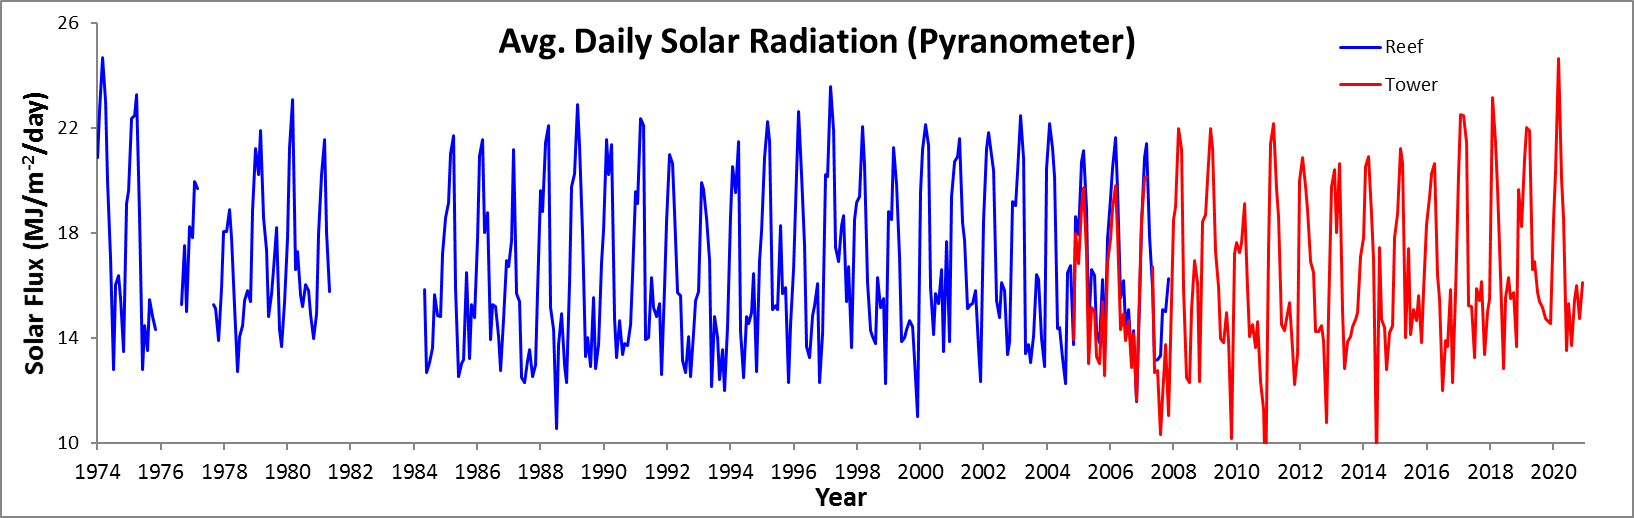 Avg. Daily Solar Radiation (Pyranometer)
Reef
Tower
Solar Flux (MJ/m⁻²/day)
26
22
18
14
10
1974 1976 1978 1980 1982 1984 1986 1988 1990 1992 1994 1996 1998 2000 2002 2004 2006 2008 2010 2012 2014 2016 2018 2020
Year